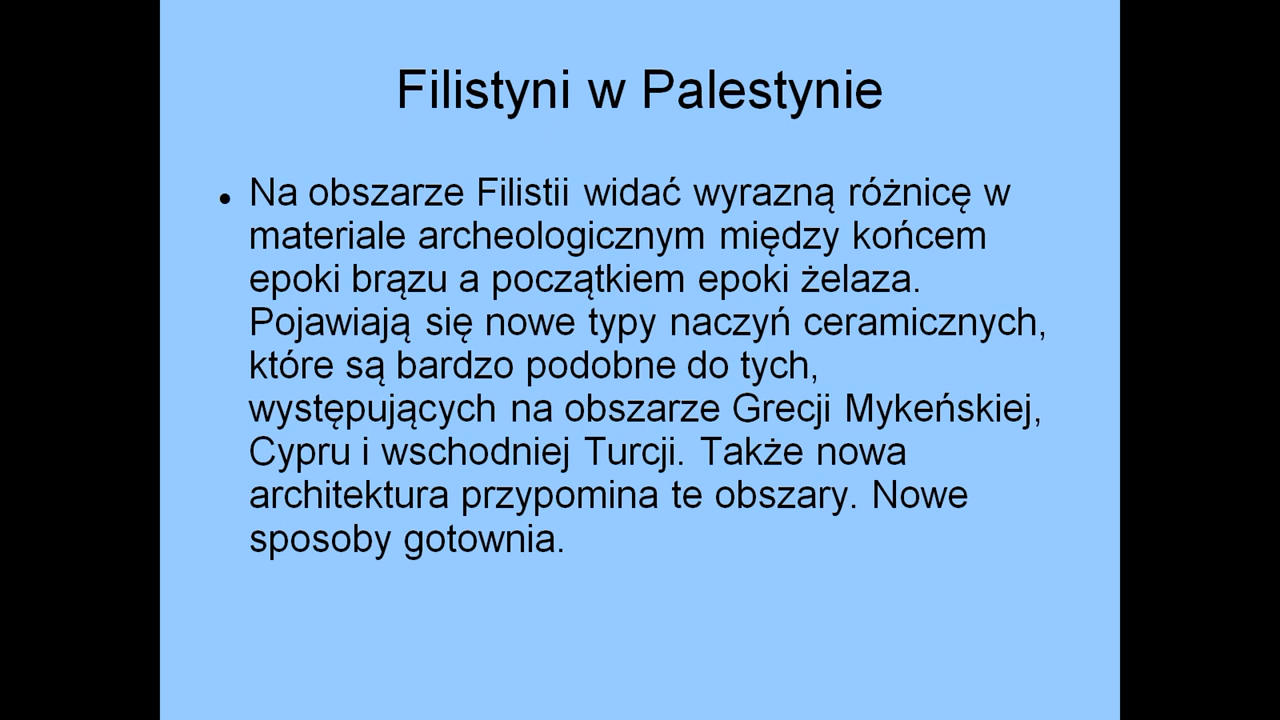 Filistyni w Palestynie
Na obszarze Filistii widać wyrazną różnicę w
materiale archeologicznym między końcem
epoki brązu a początkiem epoki żelaza.
Pojawiają się nowe typy naczyń ceramicznych,
które są bardzo podobne do tych,
występujących na obszarze Grecji Mykeńskiej,
Cypru i wschodniej Turcji. Także nowa
architektura przypomina te obszary. Nowe
sposoby gotownia.